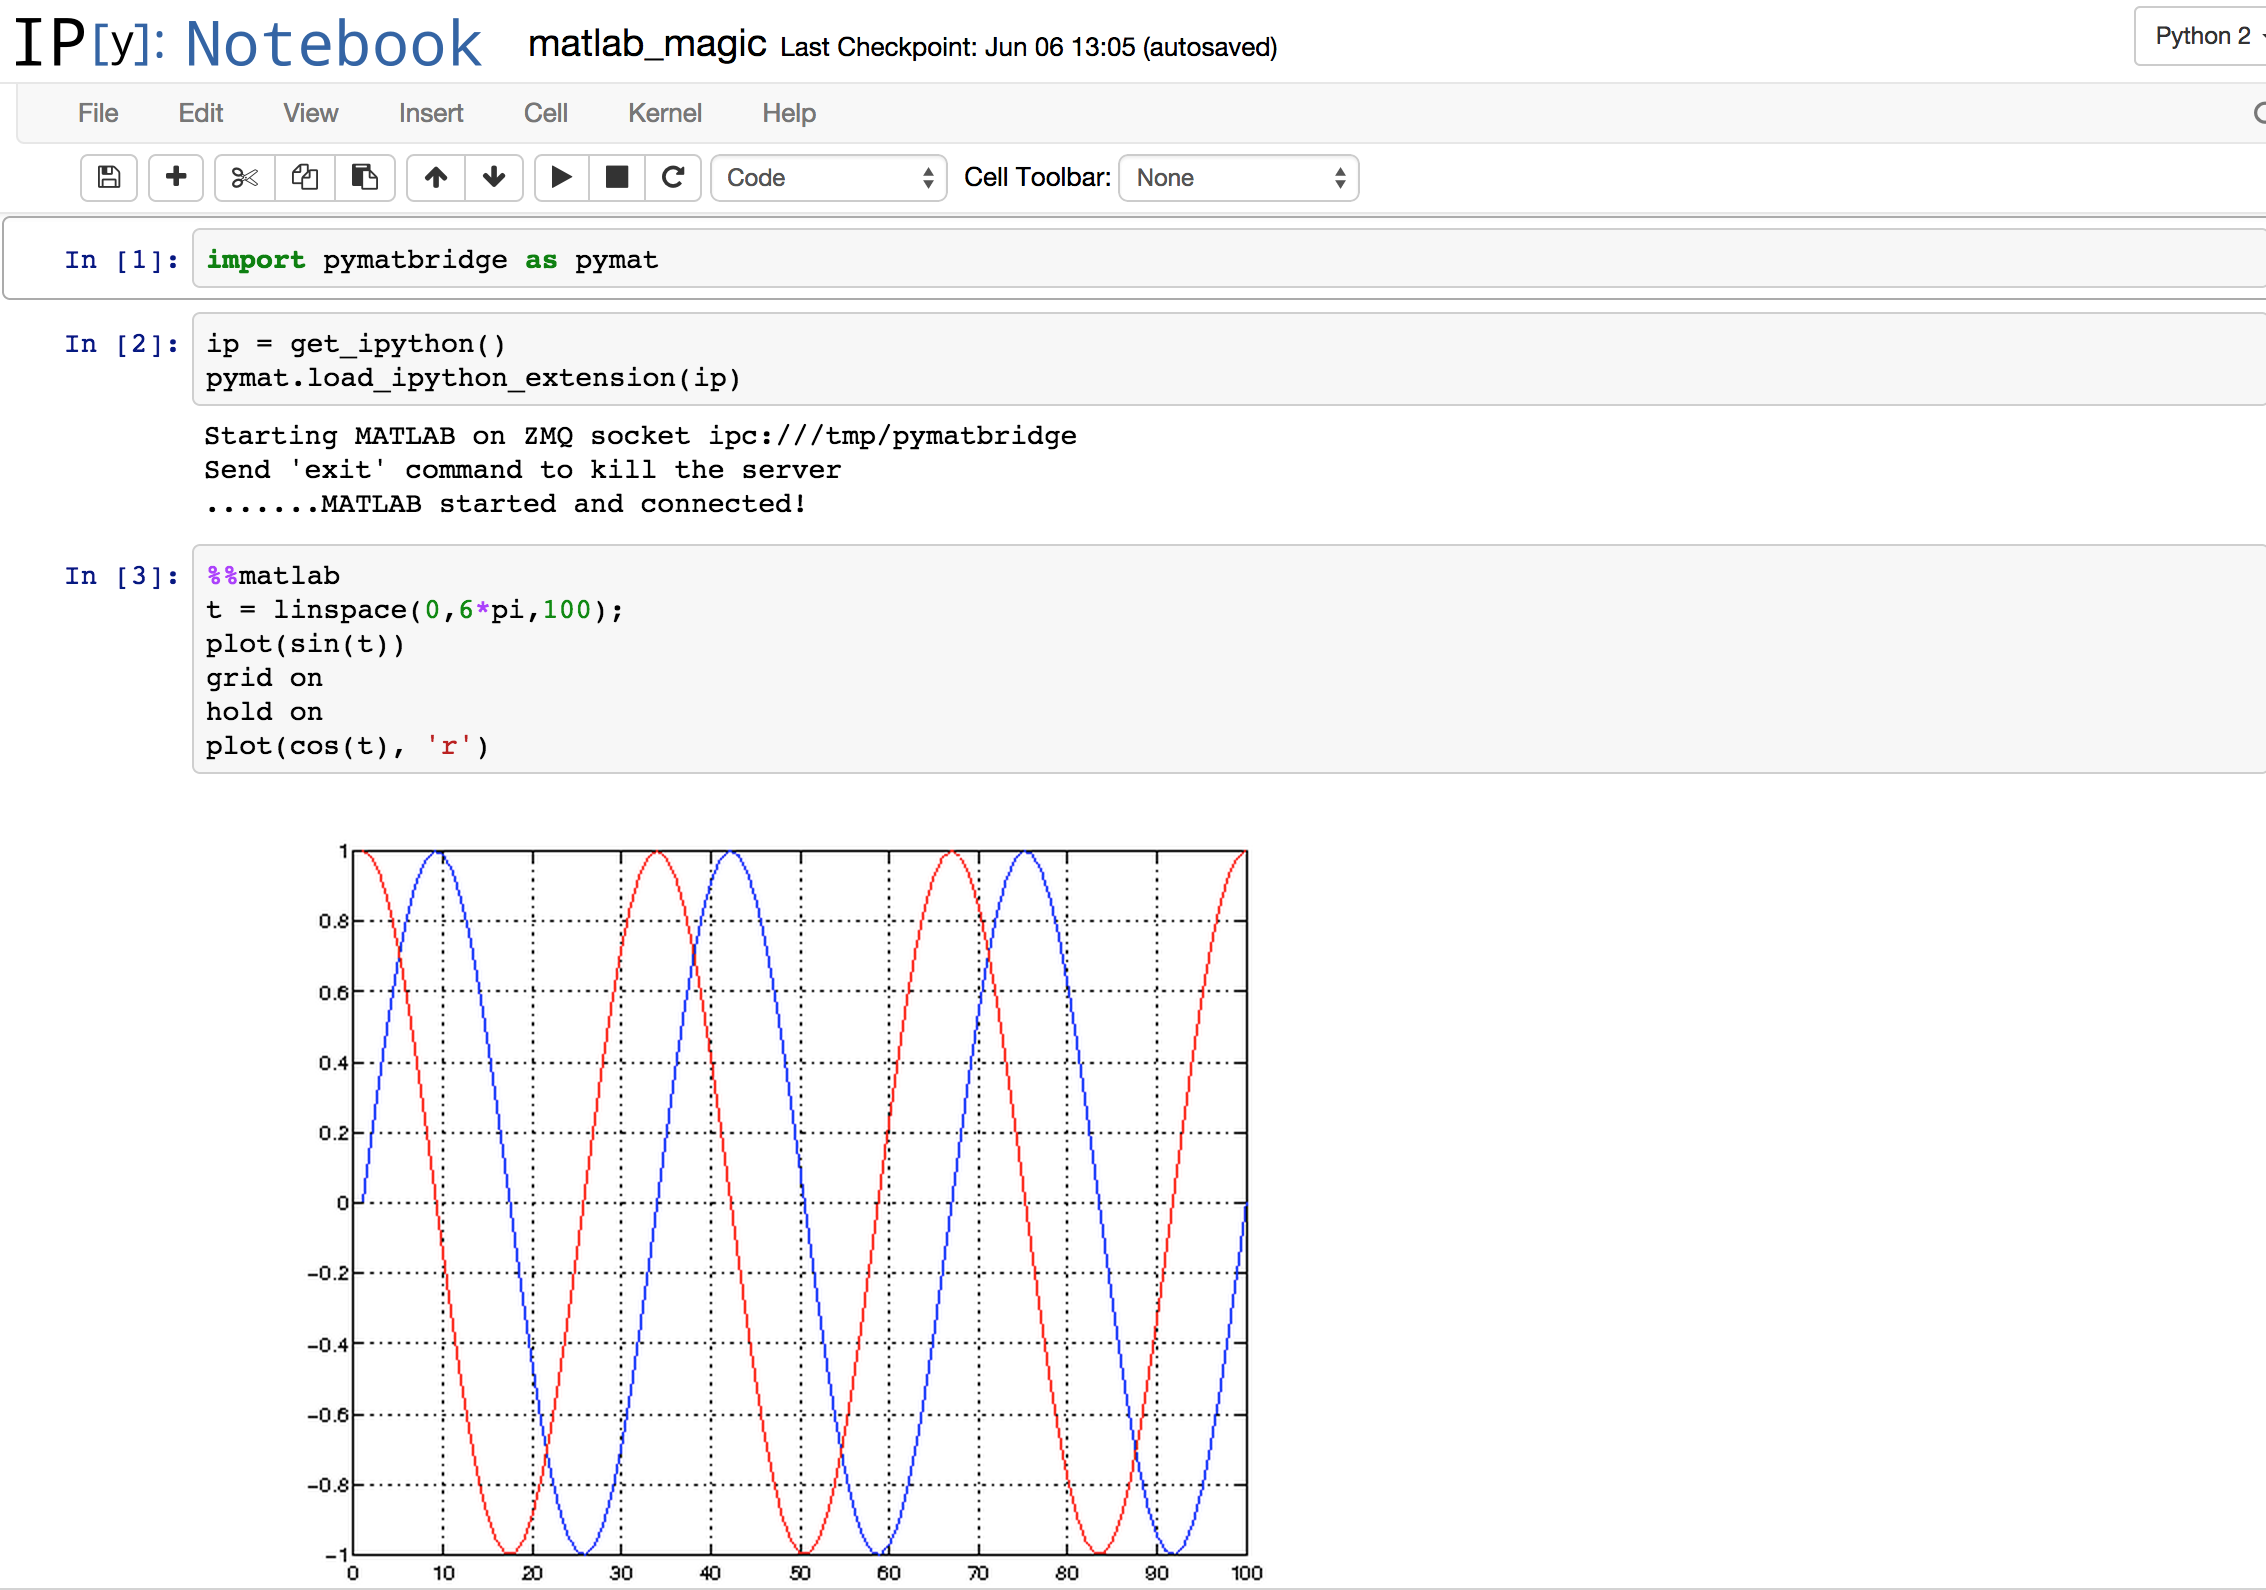 IP[y]: Notebook matlab_magic Last Checkpoint: Jun 06 13:05 (autosaved) Python 2
File Edit View Insert Cell Kernel Help
Code Cell Toolbar: None
In [1]: import pymatbridge as pymat
In [2]: ip = get_ipython()
pymat.load_ipython_extension(ip)
Starting MATLAB on ZMQ socket ipc:///tmp/pymatbridge
Send 'exit' command to kill the server
.......MATLAB started and connected!
In [3]: %%matlab
t = linspace(0,6*pi,100);
plot(sin(t))
grid on
hold on
plot(cos(t), 'r')
1
0.8
0.6
0.4
0.2
0
-0.2
-0.4
-0.6
-0.8
-1
0 10 20 30 40 50 60 70 80 90 100